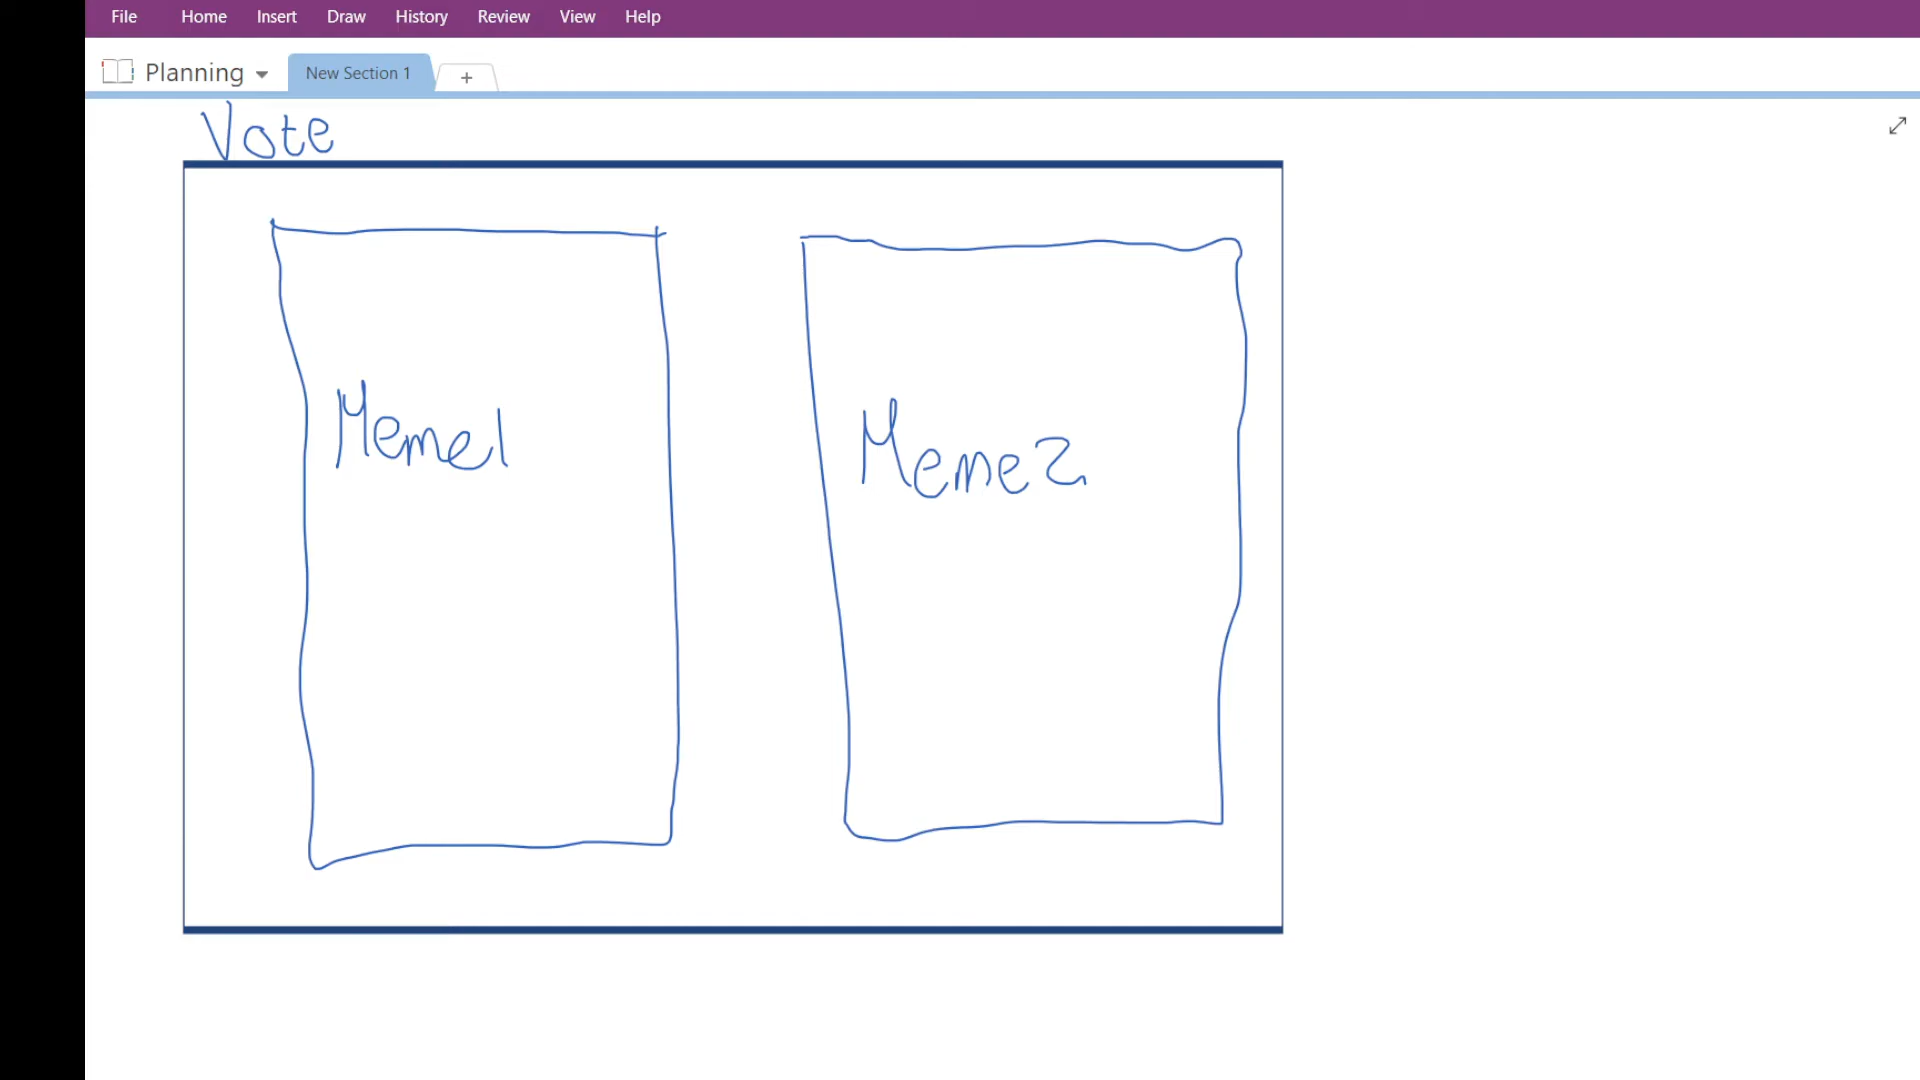 File Home Insert Draw History Review View Help
Planning New Section 1 +
Vote
Meme1
Meme2